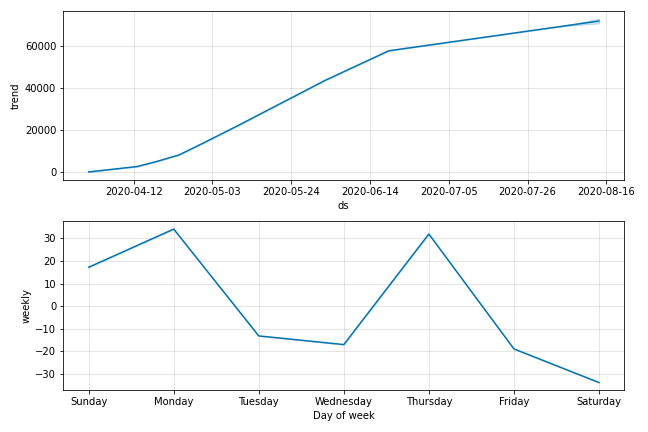 60000
40000
20000
0
trend
2020-04-12 2020-05-03 2020-05-24 2020-06-14 2020-07-05 2020-07-26 2020-08-16
ds
30
20
10
0
−10
−20
−30
weekly
Sunday Monday Tuesday Wednesday Thursday Friday Saturday
Day of week